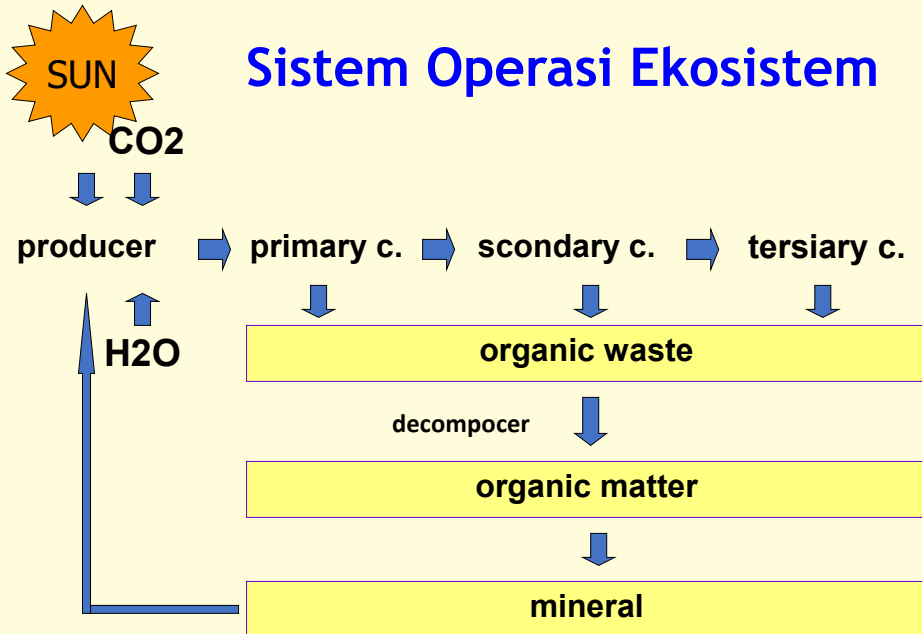 SUN
Sistem Operasi Ekosistem
CO2
producer
primary c.
scondary c.
tersiary c.
H2O
organic waste
decompocer
organic matter
mineral